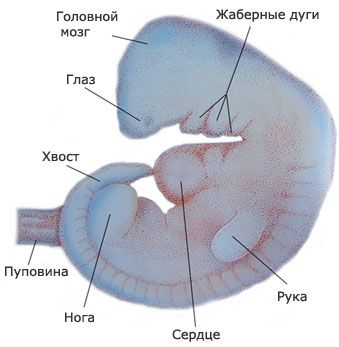 Головной
мозг
Жаберные дуги
Глаз
Хвост
Пуповина
Нога
Сердце
Рука